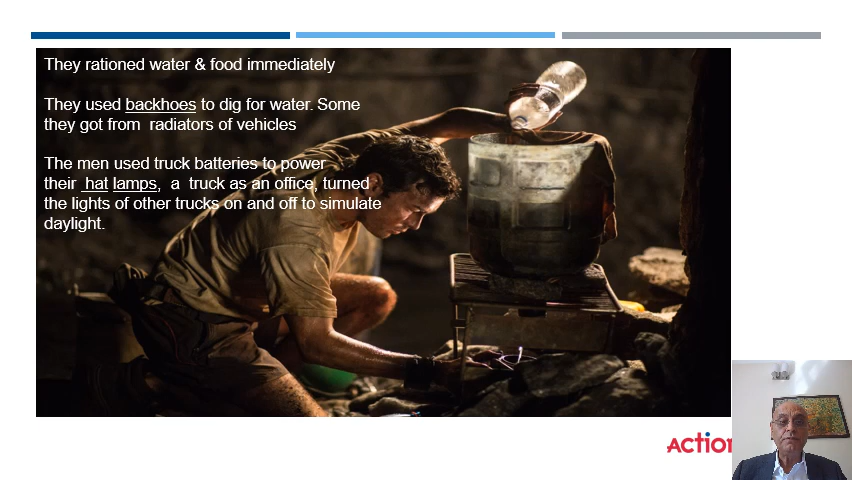 They rationed water & food immediately
They used backhoes to dig for water. Some
they got from  radiators of vehicles
The men used truck batteries to power
their  hat lamps,  a  truck as an office, turned
the lights of other trucks on and off to simulate
daylight.
ACTION